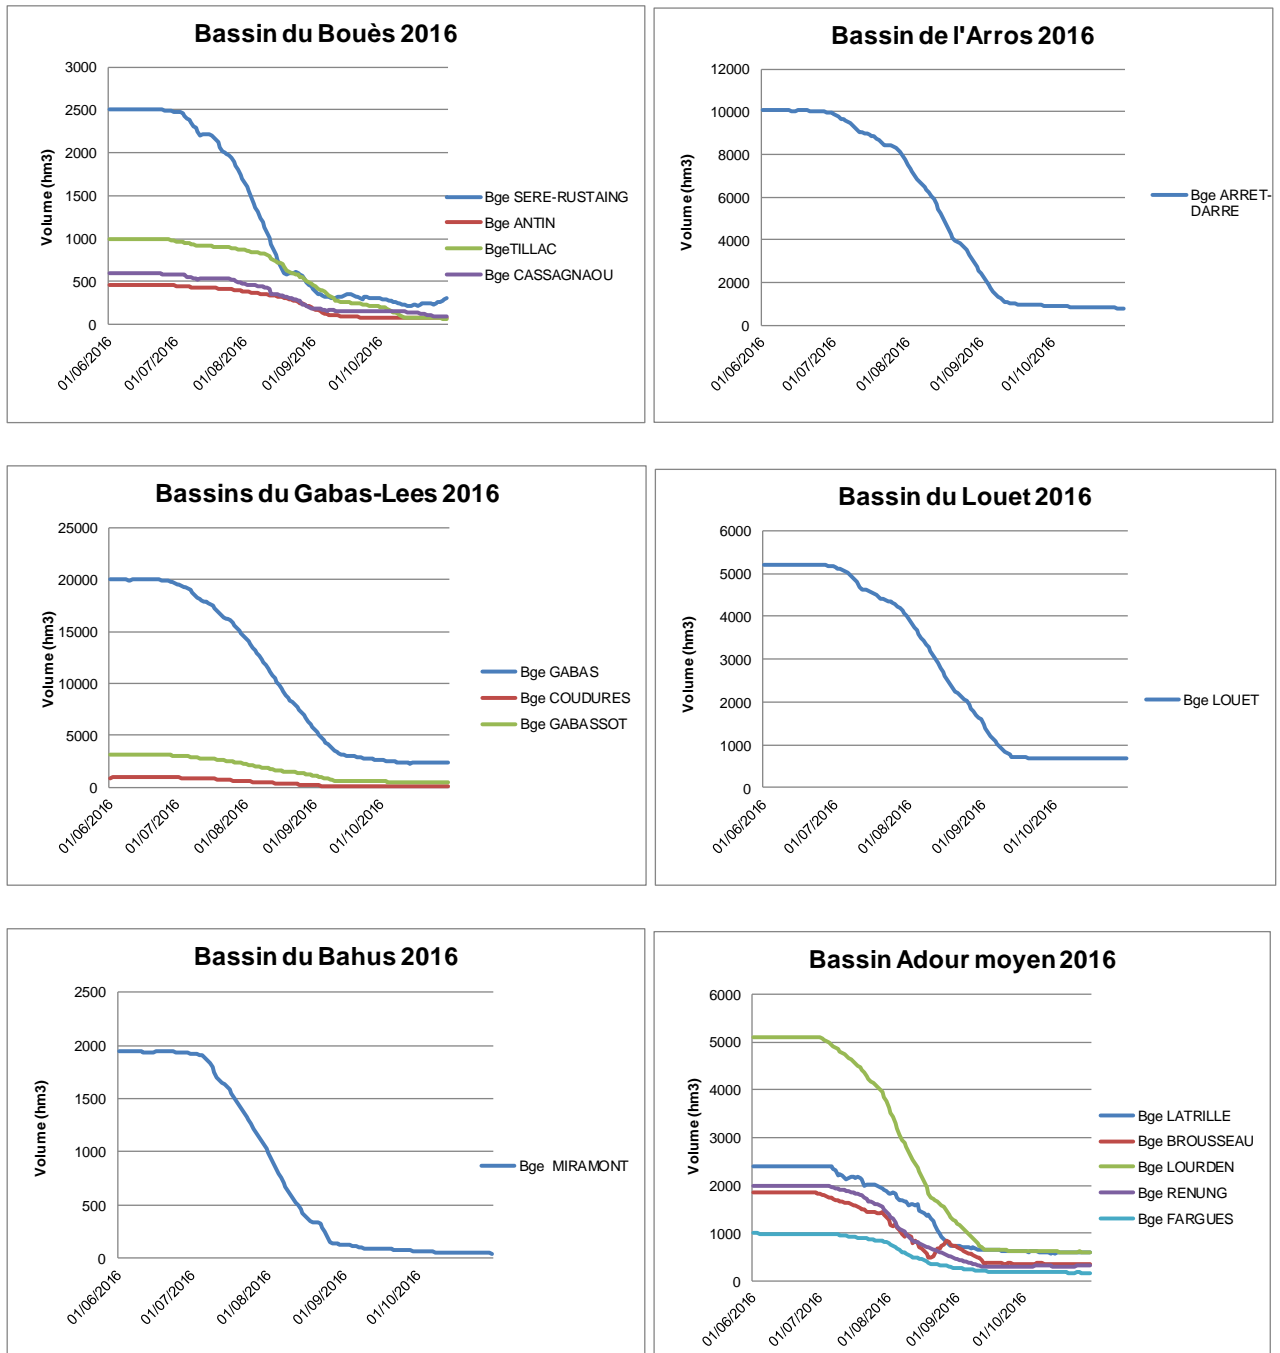 Bassin du Bouès 2016
Volume (hm3)
3000
2500
2000
1500
1000
500
0
01/06/2016
01/07/2016
01/08/2016
01/09/2016
01/10/2016
Bge SERE-RUSTAING
Bge ANTIN
BgeTILLAC
Bge CASSAGNAOU
Bassin de l'Arros 2016
Volume (hm3)
12000
10000
8000
6000
4000
2000
0
01/06/2016
01/07/2016
01/08/2016
01/09/2016
01/10/2016
Bge ARRET-
DARRE
Bassins du Gabas-Lees 2016
Volume (hm3)
25000
20000
15000
10000
5000
0
01/06/2016
01/07/2016
01/08/2016
01/09/2016
01/10/2016
Bge GABAS
Bge COUDURES
Bge GABASSOT
Bassin du Louet 2016
Volume (hm3)
6000
5000
4000
3000
2000
1000
0
01/06/2016
01/07/2016
01/08/2016
01/09/2016
01/10/2016
Bge LOUET
Bassin du Bahus 2016
Volume (hm3)
2500
2000
1500
1000
500
0
01/06/2016
01/07/2016
01/08/2016
01/09/2016
01/10/2016
Bge MIRAMONT
Bassin Adour moyen 2016
Volume (hm3)
6000
5000
4000
3000
2000
1000
0
01/06/2016
01/07/2016
01/08/2016
01/09/2016
01/10/2016
Bge LATRILLE
Bge BROUSSEAU
Bge LOURDEN
Bge RENUNG
Bge FARGUES